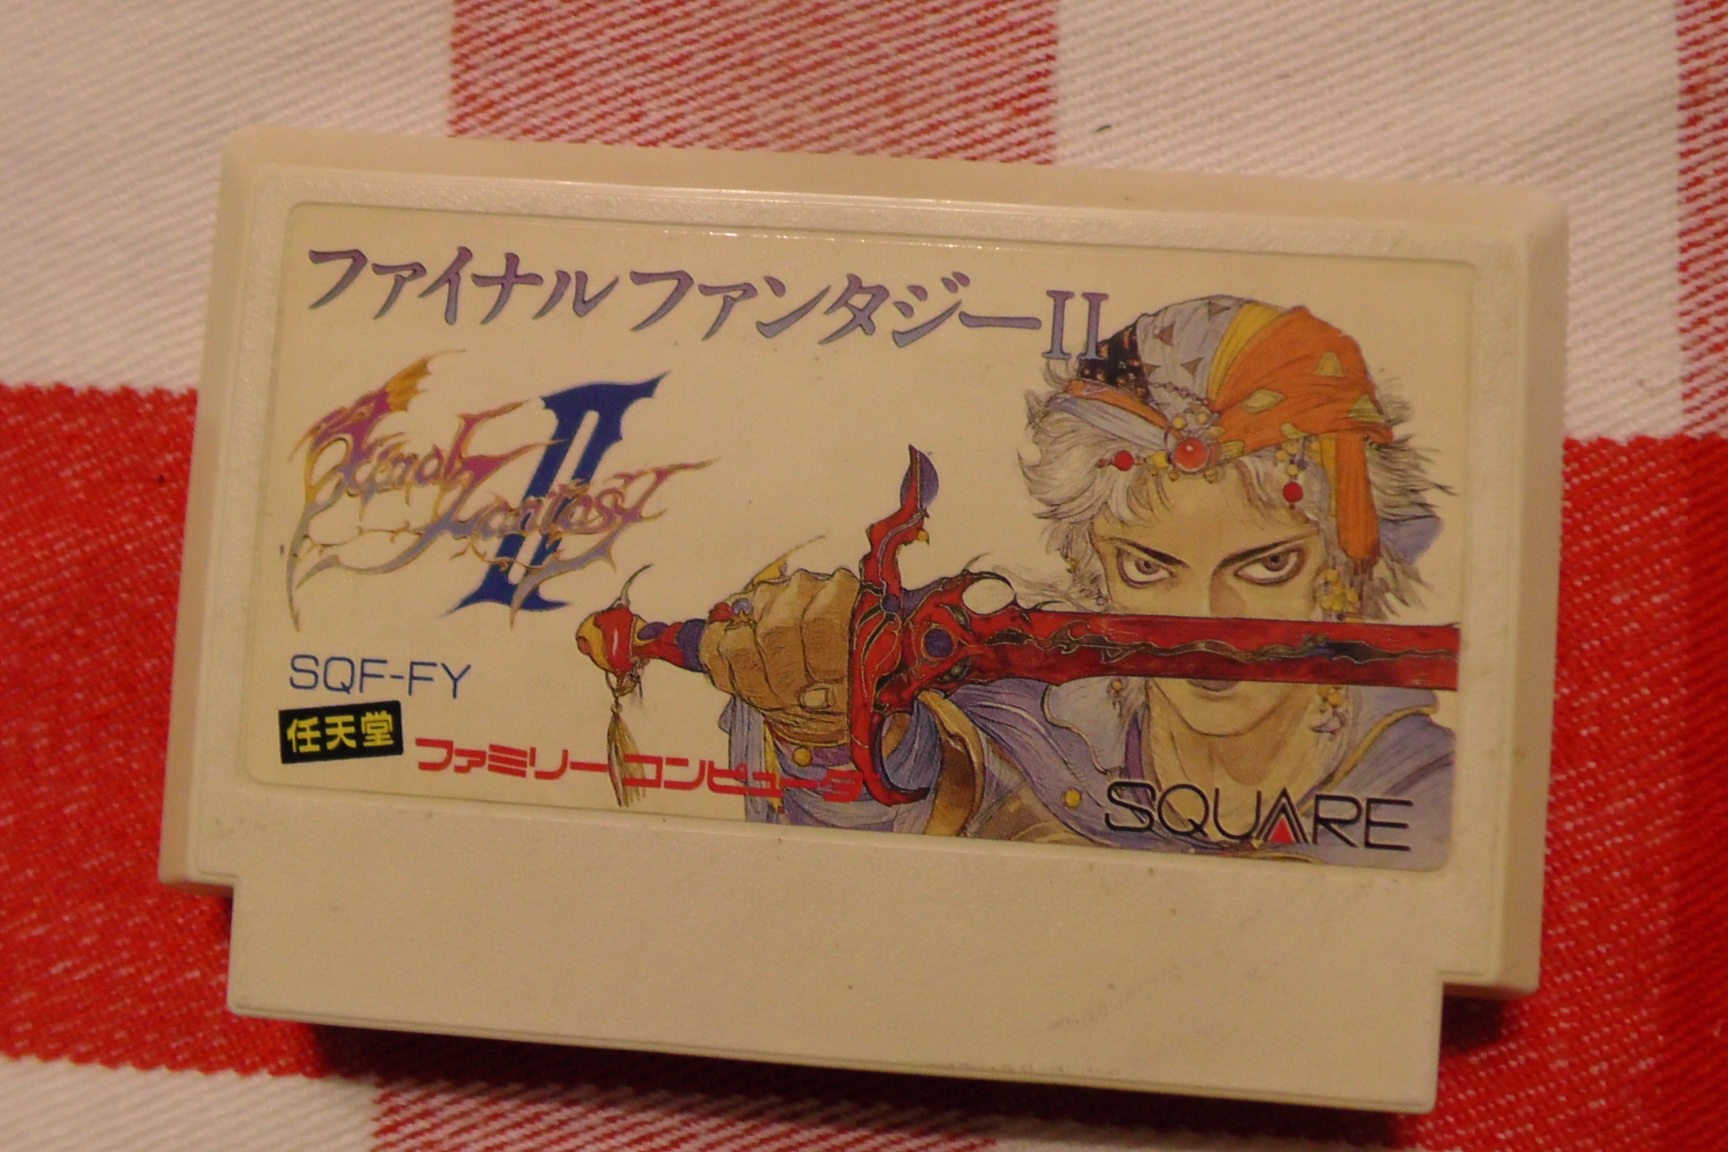 ファイナルファンタジーII
Final Fantasy II
SQF-FY
任天堂
ファミリーコンピュータ
SQUARE